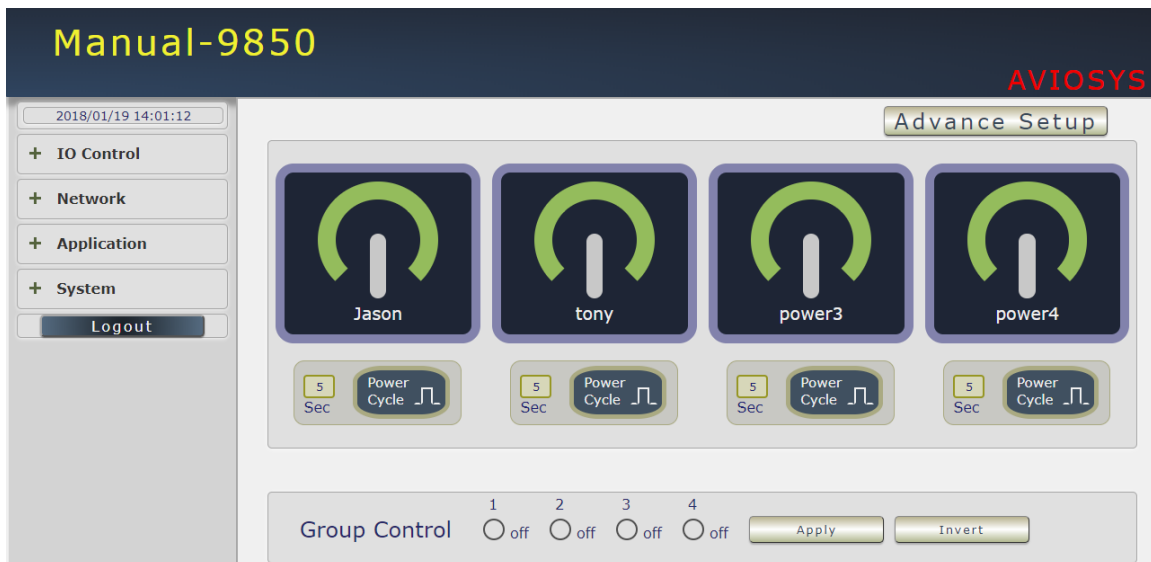 Manual-9850
AVIOSYS
2018/01/19 14:01:12
Advance Setup
+ IO Control
+ Network
+ Application
+ System
Logout
Jason tony power3 power4
5 Sec Power Cycle 5 Sec Power Cycle 5 Sec Power Cycle 5 Sec Power Cycle
1 2 3 4
Group Control off off off off Apply Invert